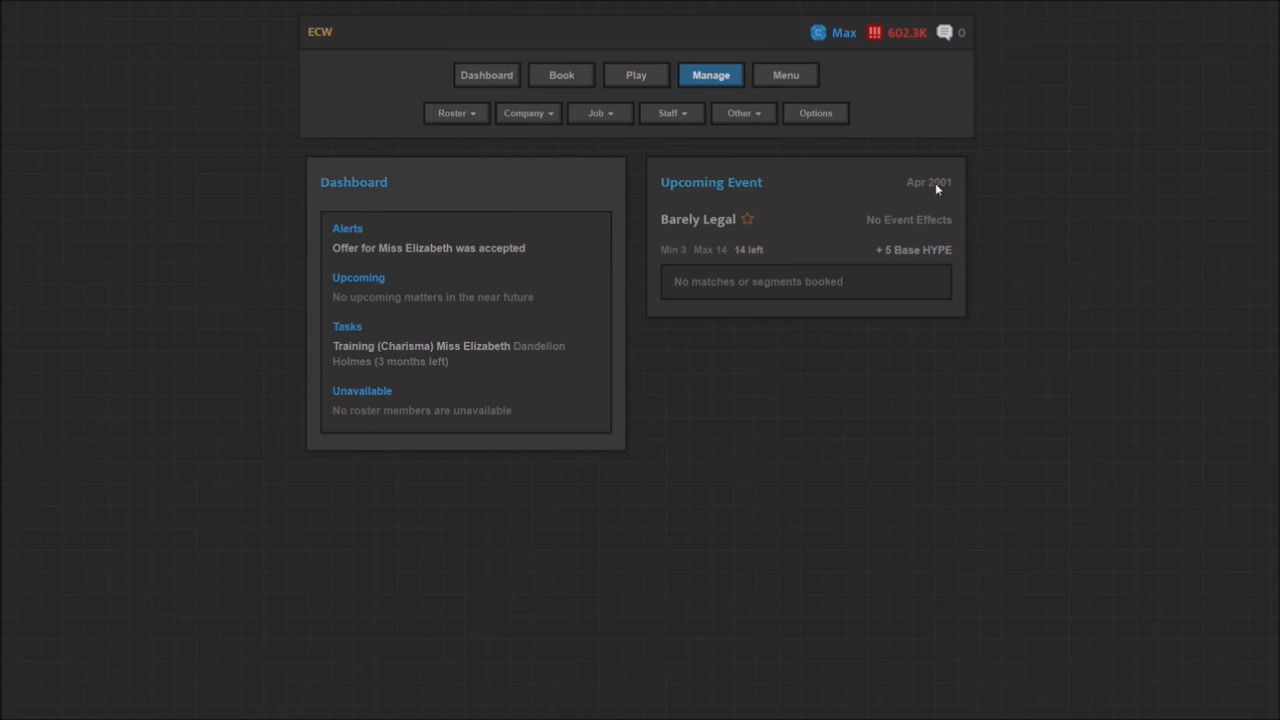 ECW
Max 602.3K 0
Dashboard Book Play Manage Menu
Roster Company Job Staff Other Options
Dashboard
Alerts
Offer for Miss Elizabeth was accepted
Upcoming
No upcoming matters in the near future
Tasks
Training (Charisma) Miss Elizabeth Dandelion
Holmes (3 months left)
Unavailable
No roster members are unavailable
Upcoming Event Apr 2001
Barely Legal No Event Effects
Min 3 Max 14 14 left + 5 Base HYPE
No matches or segments booked